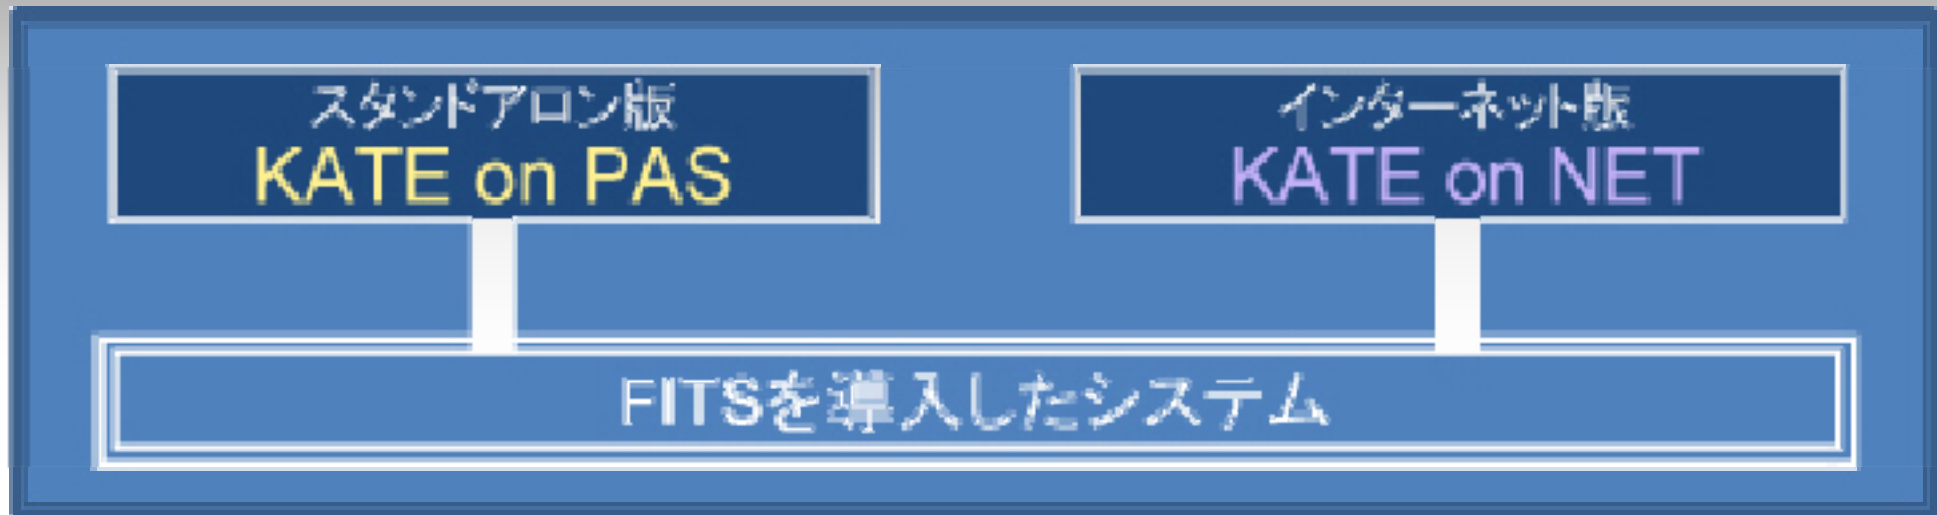 スタンドアロン版
KATE on PAS
インターネット版
KATE on NET
FITSを導入したシステム